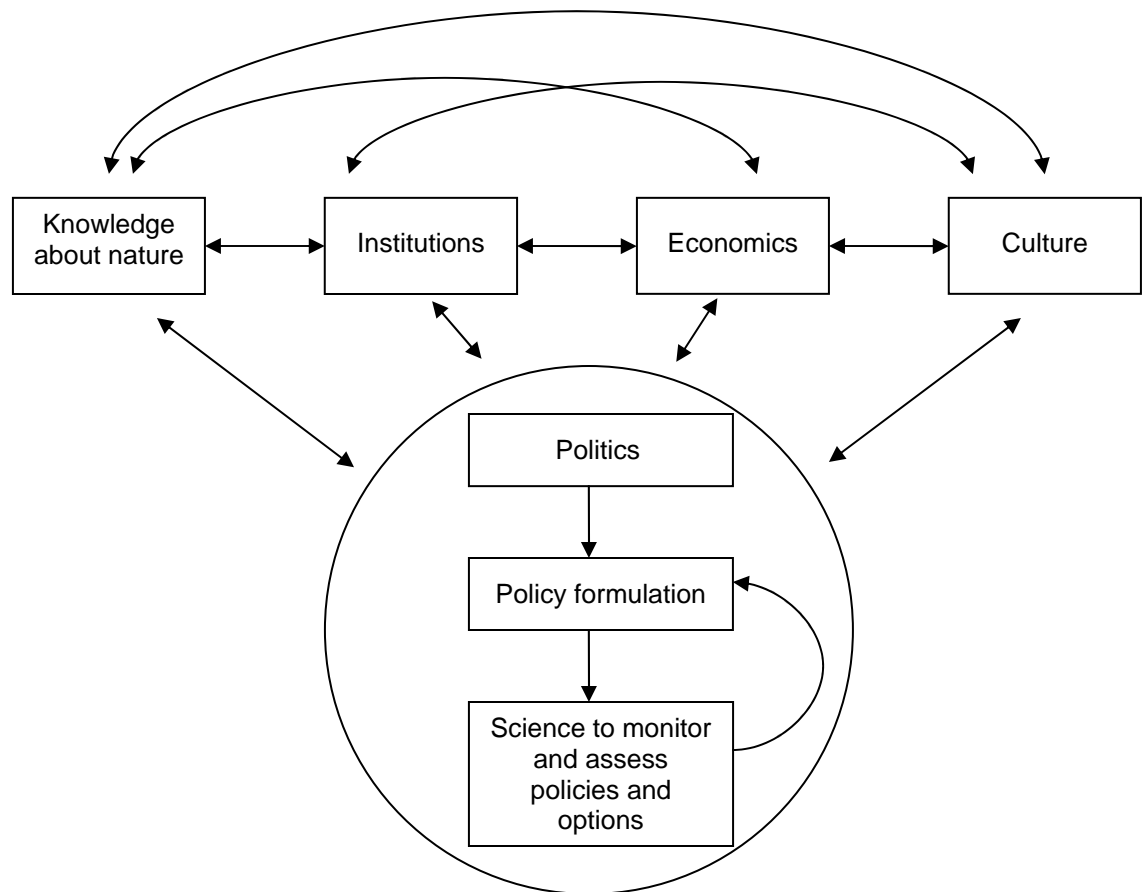 Knowledge
about nature
Institutions
Economics
Culture
Politics
Policy formulation
Science to monitor
and assess
policies and
options